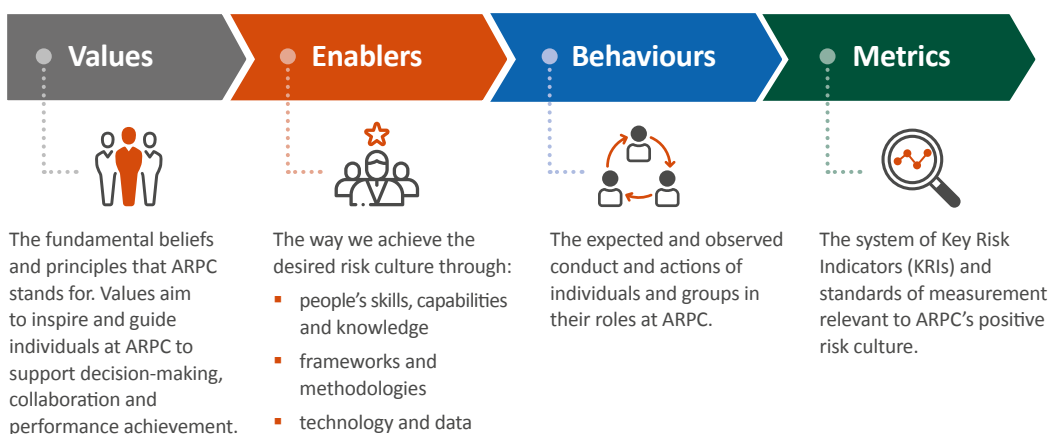 Values
Enablers
Behaviours
Metrics
The fundamental beliefs
and principles that ARPC
stands for. Values aim
to inspire and guide
individuals at ARPC to
support decision-making,
collaboration and
performance achievement.
The way we achieve the
desired risk culture through:
▪ people’s skills, capabilities
and knowledge
▪ frameworks and
methodologies
▪ technology and data
The expected and observed
conduct and actions of
individuals and groups in
their roles at ARPC.
The system of Key Risk
Indicators (KRIs) and
standards of measurement
relevant to ARPC’s positive
risk culture.